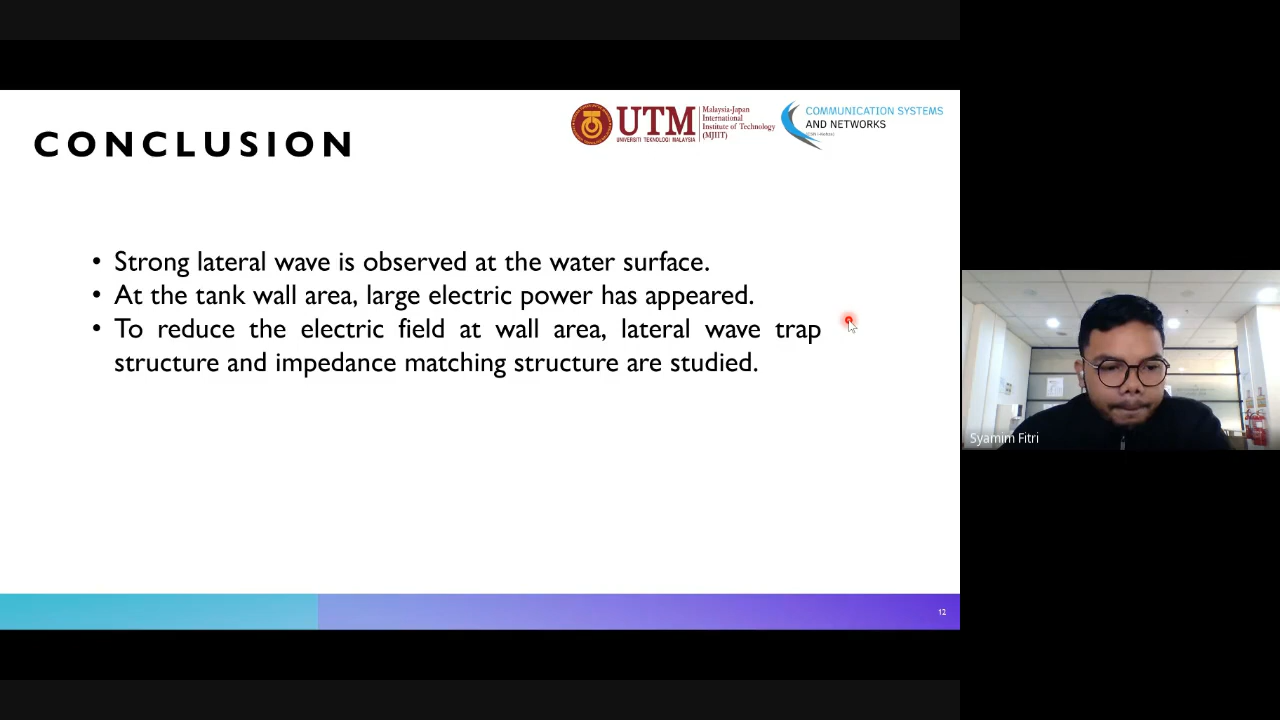 CONCLUSION
UTM
UNIVERSITI TEKNOLOGI MALAYSIA
Malaysia-Japan
International
Institute of Technology
(MJIIT)
COMMUNICATION SYSTEMS
AND NETWORKS
• Strong lateral wave is observed at the water surface.
• At the tank wall area, large electric power has appeared.
• To reduce the electric field at wall area, lateral wave trap
structure and impedance matching structure are studied.
Syamim Fitri
12